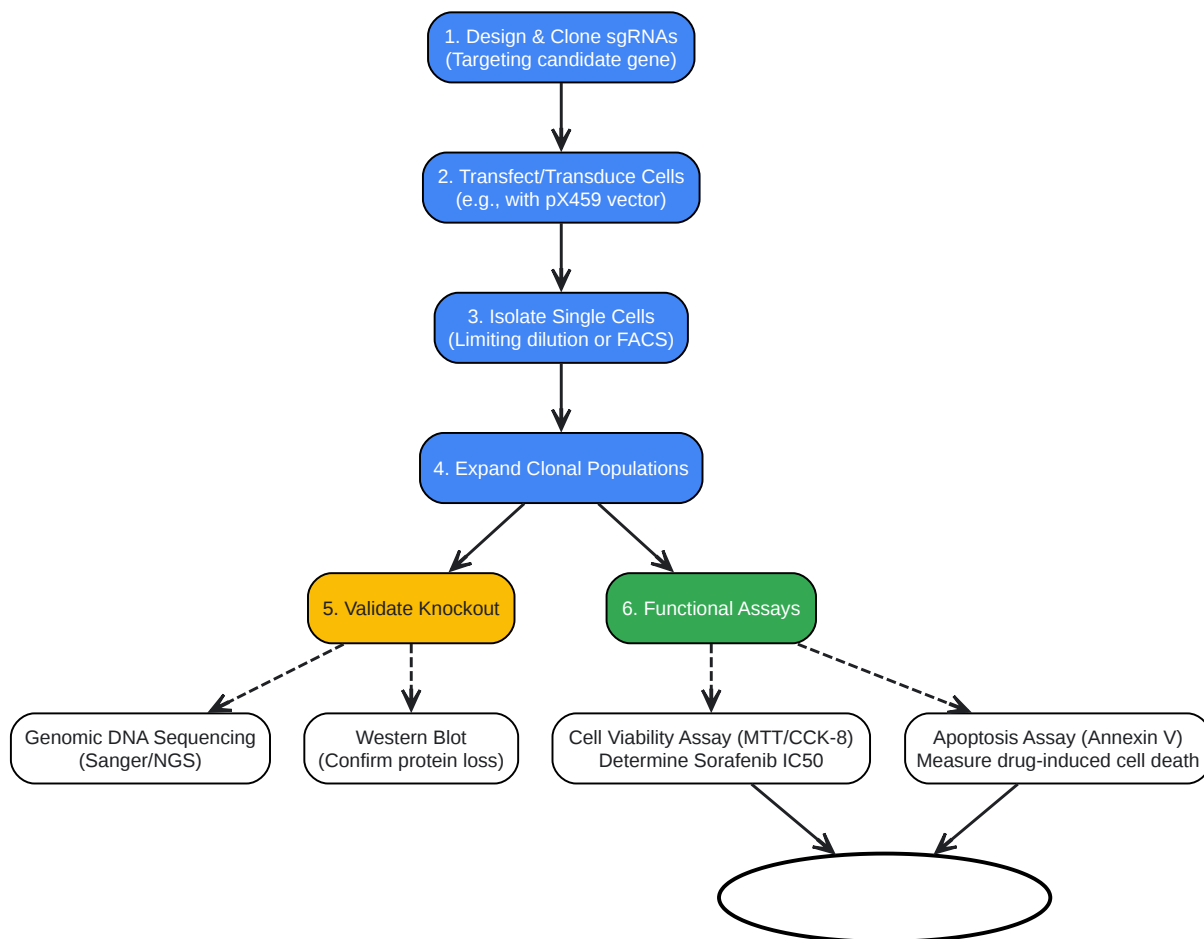 1. Design & Clone sgRNAs
(Targeting candidate gene)
2. Transfect/Transduce Cells
(e.g., with pX459 vector)
3. Isolate Single Cells
(Limiting dilution or FACS)
4. Expand Clonal Populations
5. Validate Knockout
6. Functional Assays
Genomic DNA Sequencing
(Sanger/NGS)
Western Blot
(Confirm protein loss)
Cell Viability Assay (MTT/CCK-8)
Determine Sorafenib IC50
Apoptosis Assay (Annexin V)
Measure drug-induced cell death